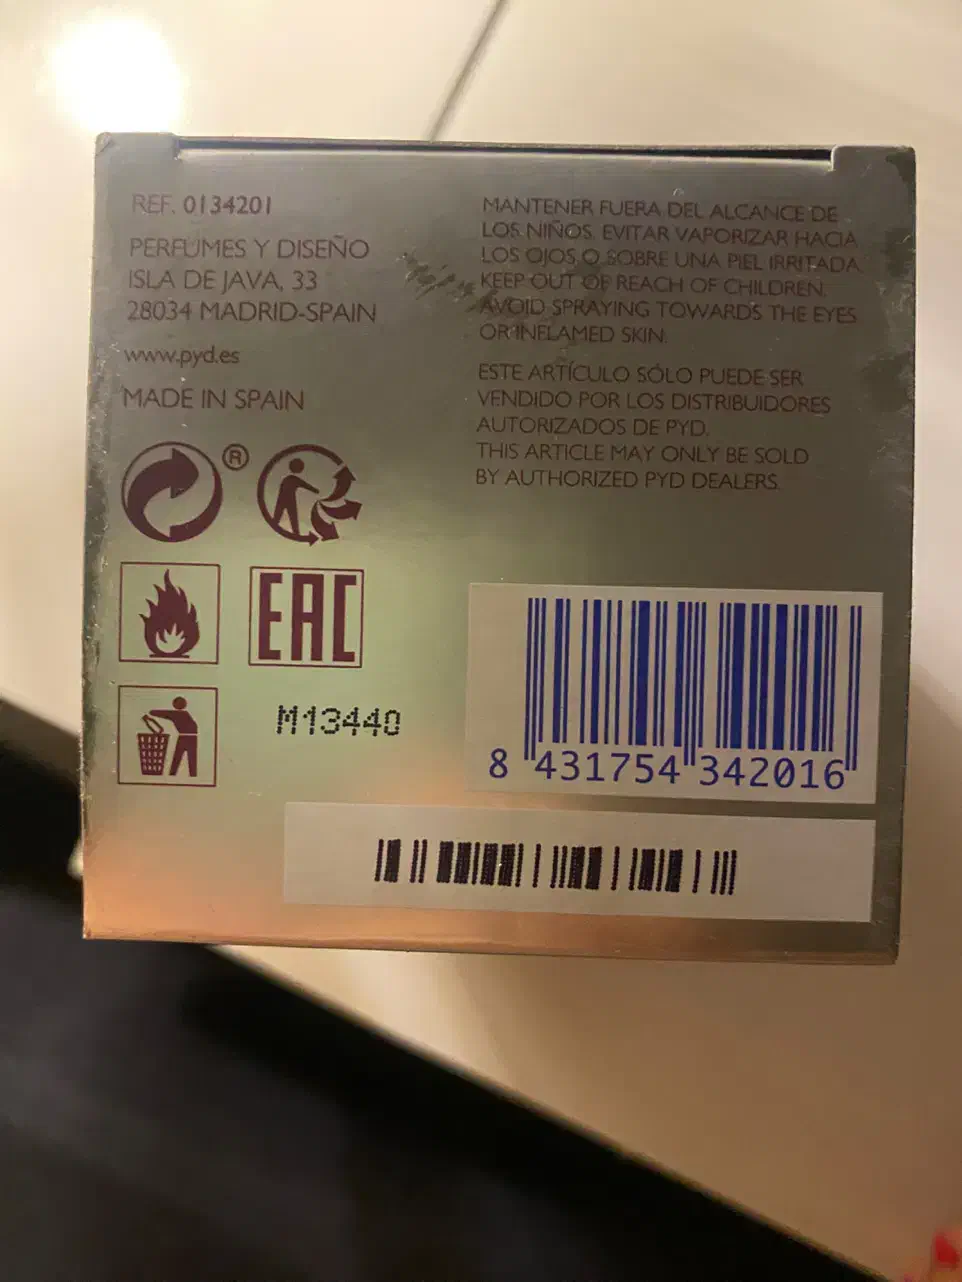 REF. 0134201
PERFUMES Y DISEÑO
ISLA DE JAVA, 33
28034 MADRID-SPAIN
www.pyd.es
MADE IN SPAIN
®
EAC
M13440
MANTENER FUERA DEL ALCANCE DE
LOS NIÑOS. EVITAR VAPORIZAR HACIA
LOS OJOS O SOBRE UNA PIEL IRRITADA.
KEEP OUT OF REACH OF CHILDREN.
AVOID SPRAYING TOWARDS THE EYES
OR INFLAMED SKIN.
ESTE ARTÍCULO SÓLO PUEDE SER
VENDIDO POR LOS DISTRIBUIDORES
AUTORIZADOS DE PYD.
THIS ARTICLE MAY ONLY BE SOLD
BY AUTHORIZED PYD DEALERS.
8 431754 342016